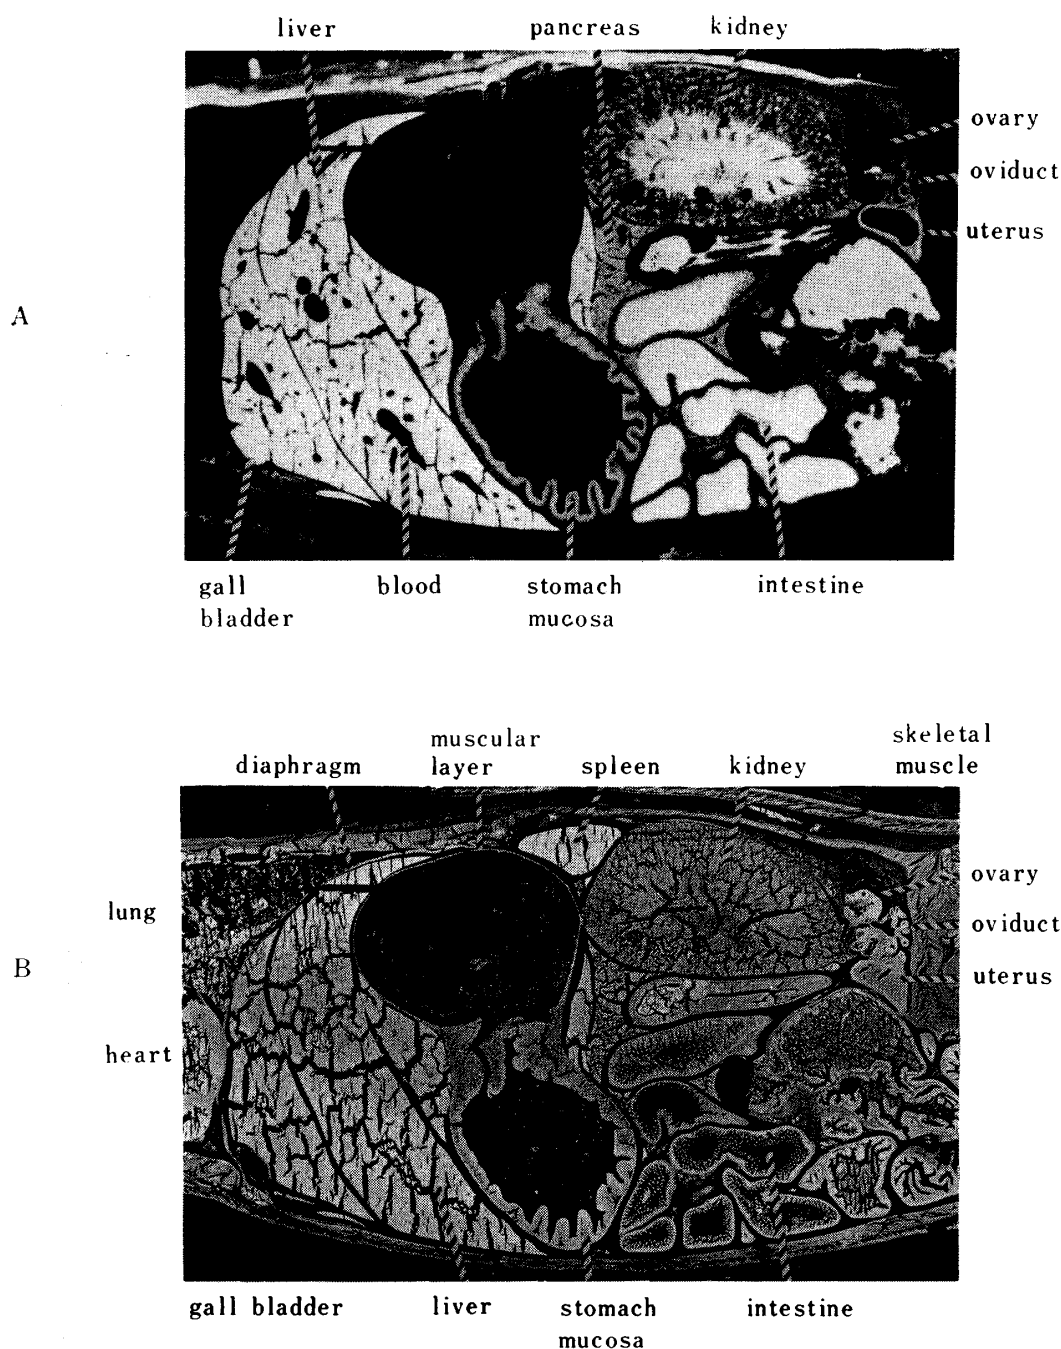 liver pancreas kidney
ovary
oviduct
uterus
A
gall blood stomach intestine
bladder mucosa
muscular skeletal
diaphragm layer spleen kidney muscle
ovary
lung
oviduct
B
uterus
heart
gall bladder liver stomach intestine
mucosa